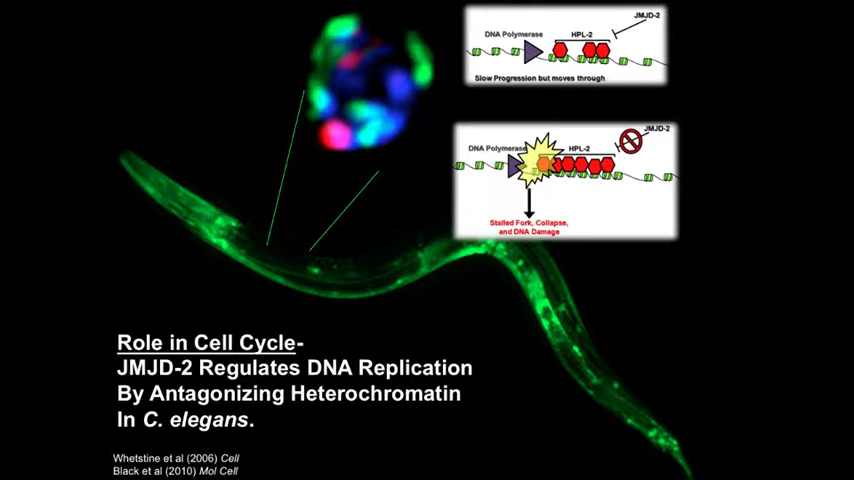 JMJD-2
DNA Polymerase HPL-2
Slow Progression but moves through
JMJD-2
DNA Polymerase HPL-2
Stalled Fork, Collapse,
and DNA Damage
Role in Cell Cycle-
JMJD-2 Regulates DNA Replication
By Antagonizing Heterochromatin
In C. elegans.
Whetstine et al (2006) Cell
Black et al (2010) Mol Cell